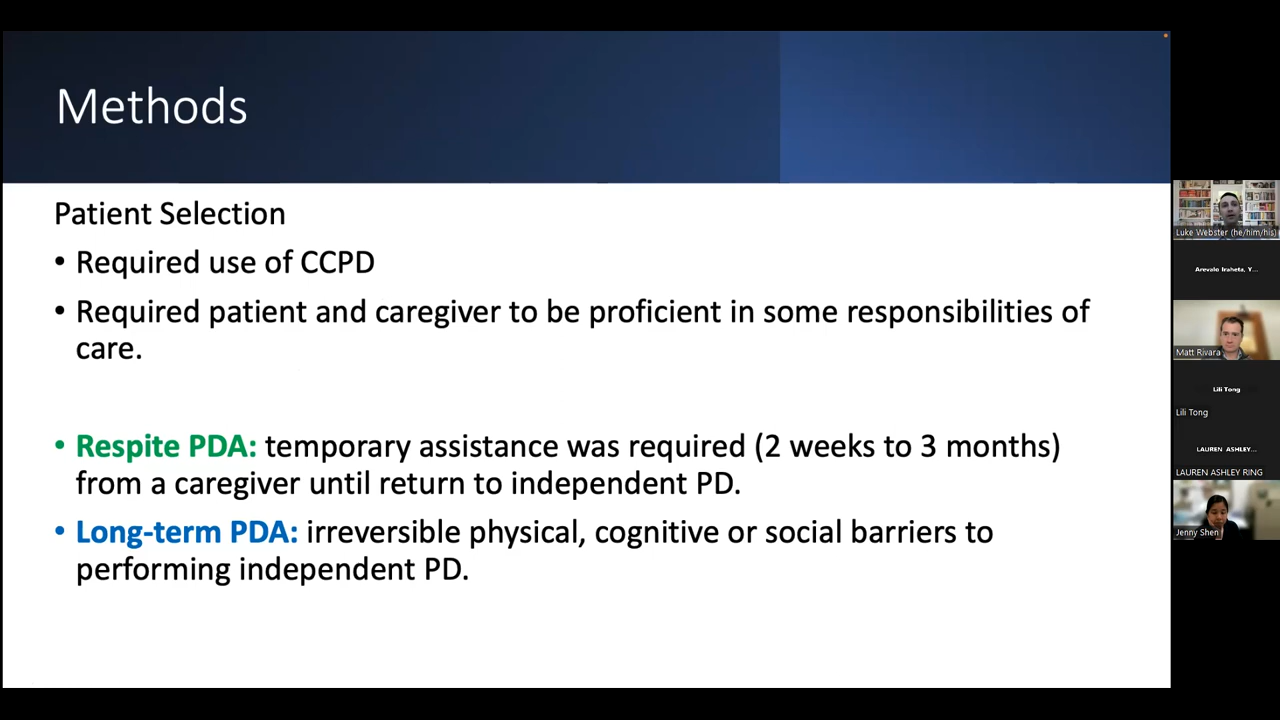 Methods
Patient Selection
• Required use of CCPD
• Required patient and caregiver to be proficient in some responsibilities of
care.
• Respite PDA: temporary assistance was required (2 weeks to 3 months)
from a caregiver until return to independent PD.
• Long-term PDA: irreversible physical, cognitive or social barriers to
performing independent PD.
Luke Webster (he/him/his)
Arevalo Iraheta, Y...
Matt Rivara
Lili Tong
Lili Tong
LAUREN ASHLEY...
LAUREN ASHLEY RING
Jenny Shen